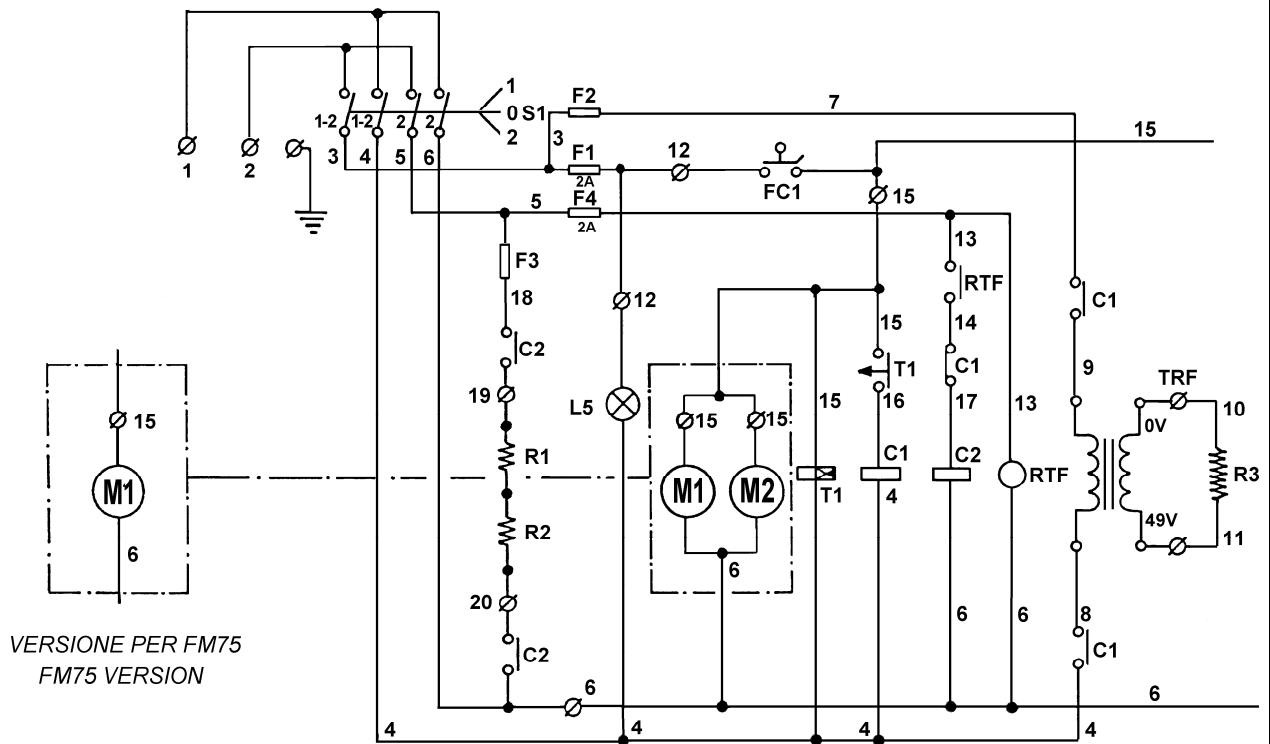 1
F2
7
0 S1
15
1-2
1-2
2
2
2
3
F1
12
3
4
5
6
1
2
2A
FC1
5
F4
15
2A
13
F3
RTF
18
12
C1
15
14
C2
T1
C1
9
TRF
19
L5
15
16
17
13
10
0V
15
15
15
R1
C1
C2
M1
M1
M2
RTF
R3
T1
4
R2
49V
6
11
6
20
6
6
8
VERSIONE PER FM75
C2
C1
FM75 VERSION
6
6
4
4
4
4